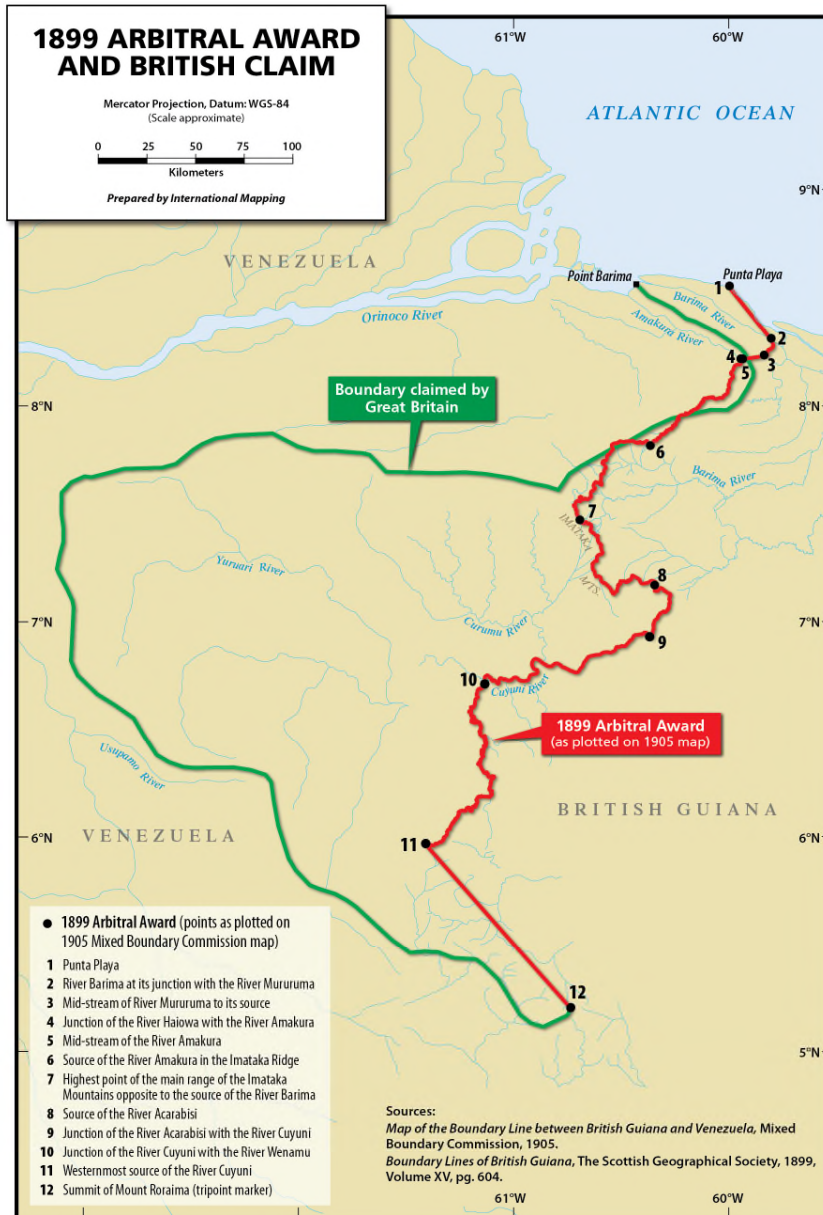 1899 ARBITRAL AWARD
AND BRITISH CLAIM
Mercator Projection, Datum: WGS-84
(Scale approximate)
0 25 50 75 100
Kilometers
Prepared by International Mapping
61°W
60°W
ATLANTIC OCEAN
9°N
VENEZUELA
Point Barima
Punta Playa
1
Barima River
Orinoco River
Amakura River
2
3
4
5
Boundary claimed by
Great Britain
8°N
8°N
6
Barima River
7
IMATAKA
MTS.
Yuruari River
8
7°N
7°N
Curumu River
9
10
Cuyuni River
1899 Arbitral Award
(as plotted on 1905 map)
Usupamo River
BRITISH GUIANA
6°N
VENEZUELA
6°N
11
12
5°N
5°N
1899 Arbitral Award (points as plotted on
1905 Mixed Boundary Commission map)
1 Punta Playa
2 River Barima at its junction with the River Mururuma
3 Mid-stream of River Mururuma to its source
4 Junction of the River Haiowa with the River Amakura
5 Mid-stream of the River Amakura
6 Source of the River Amakura in the Imataka Ridge
7 Highest point of the main range of the Imataka
Mountains opposite to the source of the River Barima
8 Source of the River Acarabisi
9 Junction of the River Acarabisi with the River Cuyuni
10 Junction of the River Cuyuni with the River Wenamu
11 Westernmost source of the River Cuyuni
12 Summit of Mount Roraima (tripoint marker)
Sources:
Map of the Boundary Line between British Guiana and Venezuela, Mixed
Boundary Commission, 1905.
Boundary Lines of British Guiana, The Scottish Geographical Society, 1899,
Volume XV, pg. 604.
61°W
60°W